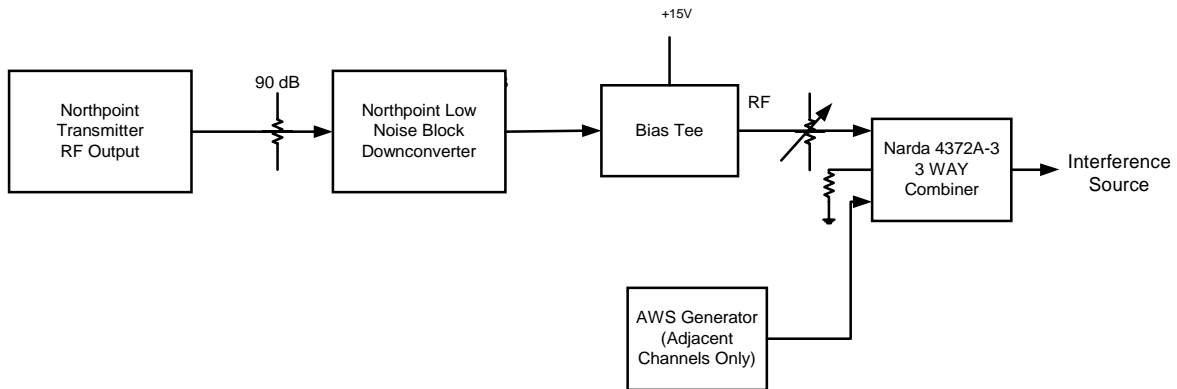 +15V
90 dB
Northpoint
Transmitter
RF Output
Northpoint Low
Noise Block
Downconverter
Bias Tee
RF
Narda 4372A-3
3 WAY
Combiner
Interference
Source
AWS Generator
(Adjacent
Channels Only)